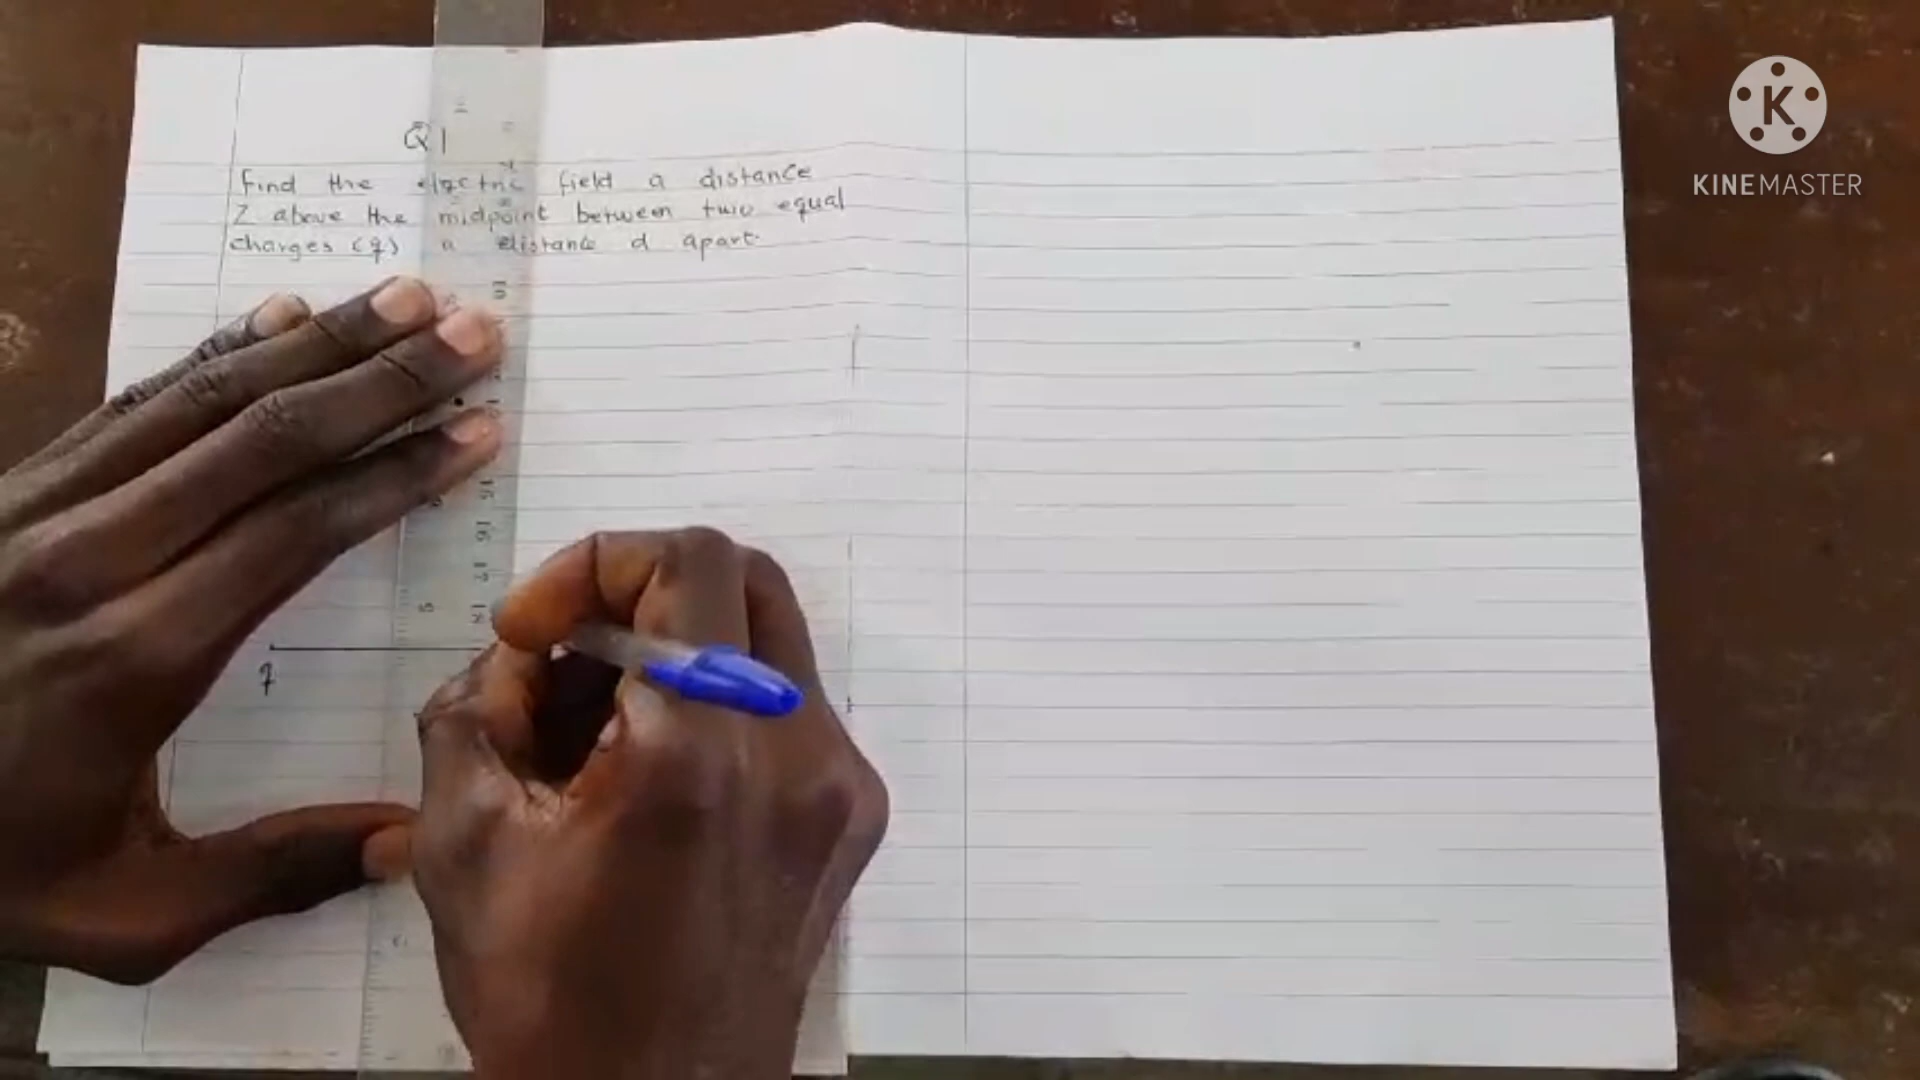 Q1
find the electric field a distance
Z above the midpoint between two equal
charges (q) a distance d apart
q
K
KINEMASTER